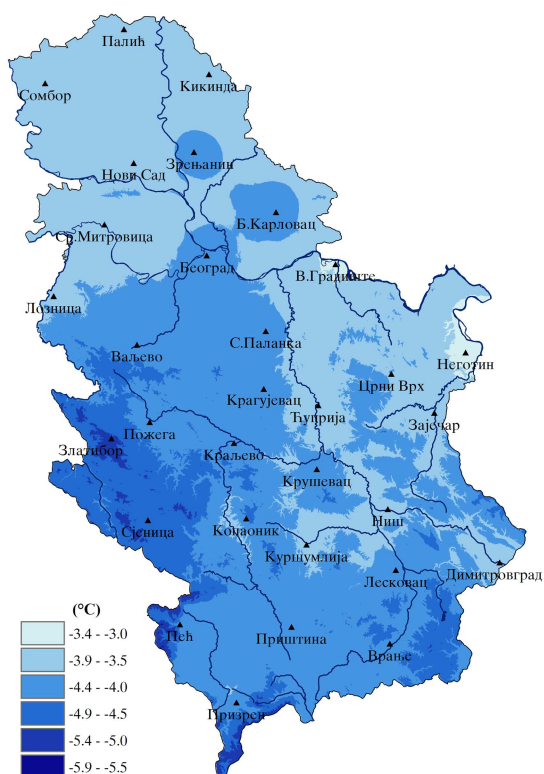 Палић
Кикинда
Сомбор
Зрењанин
Нови Сад
Б.Карловац
Ср.Митровица
Београд
В.Градиште
Лозница
С.Паланка
Ваљево
Неготин
Црни Врх
Крагујевац
Ћуприја
Зајечар
Пожега
Златибор
Краљево
Крушевац
Ниш
Сјеница
Копаоник
Куршумлија
Димитровград
Лесковац
(°C)
-3.4 - -3.0
Пећ
Приштина
-3.9 - -3.5
Врање
-4.4 - -4.0
-4.9 - -4.5
Призрен
-5.4 - -5.0
-5.9 - -5.5